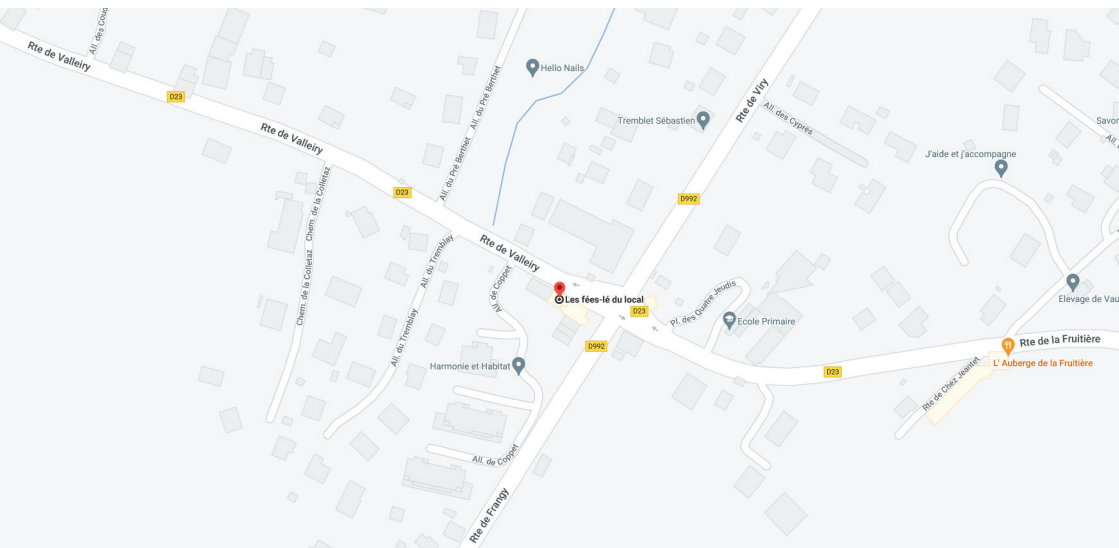 All. des Coud
Rte de Valleiry
D23
Rte de Valleiry
All. du Pré Berthet
All. du Pré Berthet
Hello Nails
Tremblet Sébastien
Rte de Viry
All. des Cyprès
Savon
All.
J'aide et j'accompagne
D23
D992
Chem. de la Colletaz
Chem. de la Colletaz
All. du Tremblay
All. du Tremblay
Rte de Valleiry
All. de Coppet
Les fées-lé du local
D23
Pl. des Quatre Jeudis
Ecole Primaire
Elevage de Vau
D992
Harmonie et Habitat
Rte de la Fruitière
L' Auberge de la Fruitière
D23
Rte de Chez Jeantet
All. de Coppet
Rte de Frangy